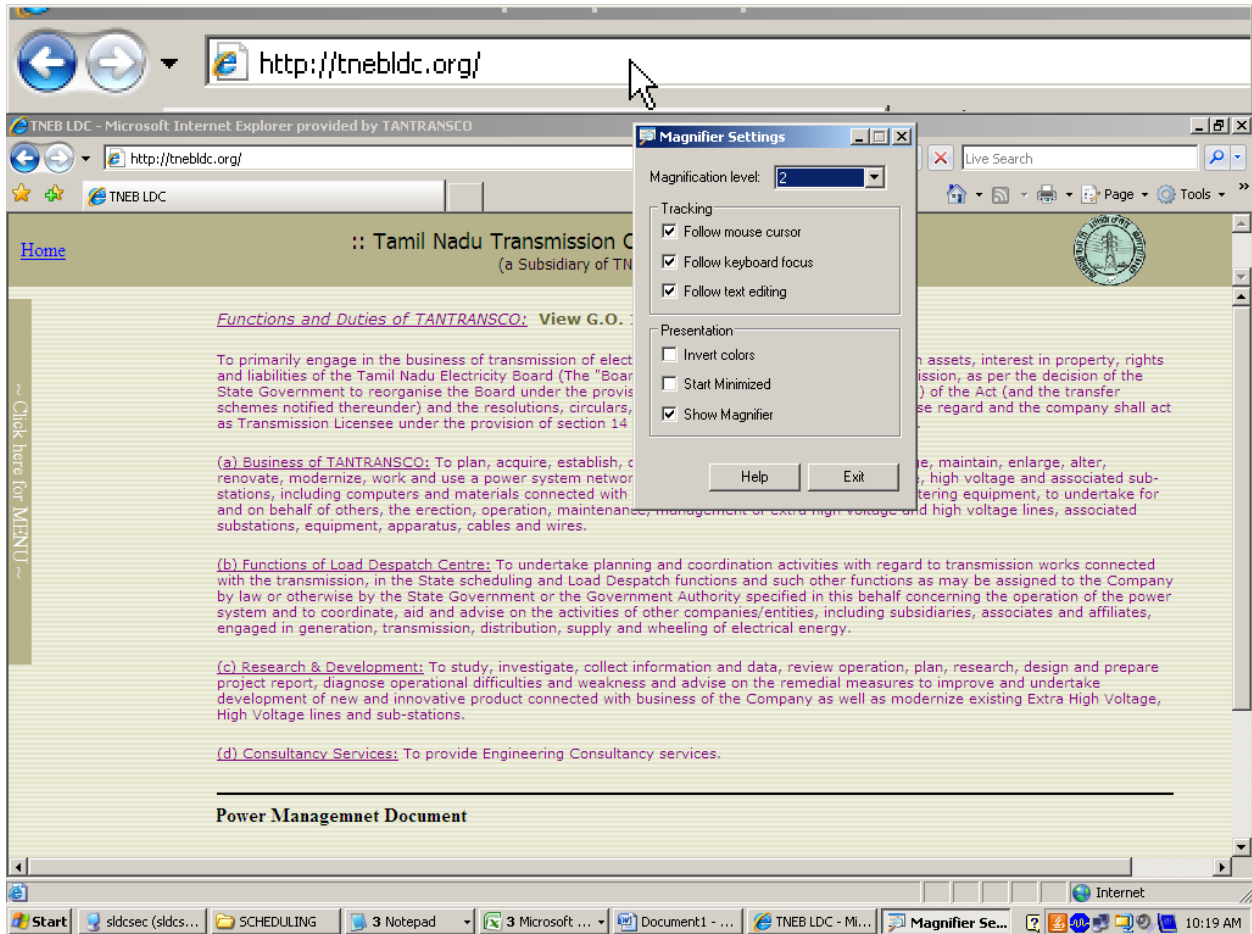 http://tnebldc.org/
TNEB LDC - Microsoft Internet Explorer provided by TANTRANSCO
http://tnebldc.org/
Live Search
TNEB LDC
Page
Tools
Magnifier Settings
Magnification level: 2
Tracking
Follow mouse cursor
Follow keyboard focus
Follow text editing
Presentation
Invert colors
Start Minimized
Show Magnifier
Help
Exit
Home
:: Tamil Nadu Transmission
(a Subsidiary of
~ Click here for MENU ~
Functions and Duties of TANTRANSCO: View G.O.
To primarily engage in the business of transmission of elect
assets, interest in property, rights
and liabilities of the Tamil Nadu Electricity Board (The "Boar
ission, as per the decision of the
State Government to reorganise the Board under the provis
) of the Act (and the transfer
schemes notified thereunder) and the resolutions, circulars,
se regard and the company shall act
as Transmission Licensee under the provision of section 14
(a) Business of TANTRANSCO: To plan, acquire, establish,
e, maintain, enlarge, alter,
renovate, modernize, work and use a power system networ
, high voltage and associated sub-
stations, including computers and materials connected with
tering equipment, to undertake for
and on behalf of others, the erection, operation, maintenance, management of extra high voltage and high voltage lines, associated
substations, equipment, apparatus, cables and wires.
(b) Functions of Load Despatch Centre: To undertake planning and coordination activities with regard to transmission works connected
with the transmission, in the State scheduling and Load Despatch functions and such other functions as may be assigned to the Company
by law or otherwise by the State Government or the Government Authority specified in this behalf concerning the operation of the power
system and to coordinate, aid and advise on the activities of other companies/entities, including subsidiaries, associates and affiliates,
engaged in generation, transmission, distribution, supply and wheeling of electrical energy.
(c) Research & Development: To study, investigate, collect information and data, review operation, plan, research, design and prepare
project report, diagnose operational difficulties and weakness and advise on the remedial measures to improve and undertake
development of new and innovative product connected with business of the Company as well as modernize existing Extra High Voltage,
High Voltage lines and sub-stations.
(d) Consultancy Services: To provide Engineering Consultancy services.
Power Managemnet Document
Internet
Start
sldcsec (sldcs...
SCHEDULING
3 Notepad
3 Microsoft ...
Document1 - ...
TNEB LDC - Mi...
Magnifier Se...
10:19 AM